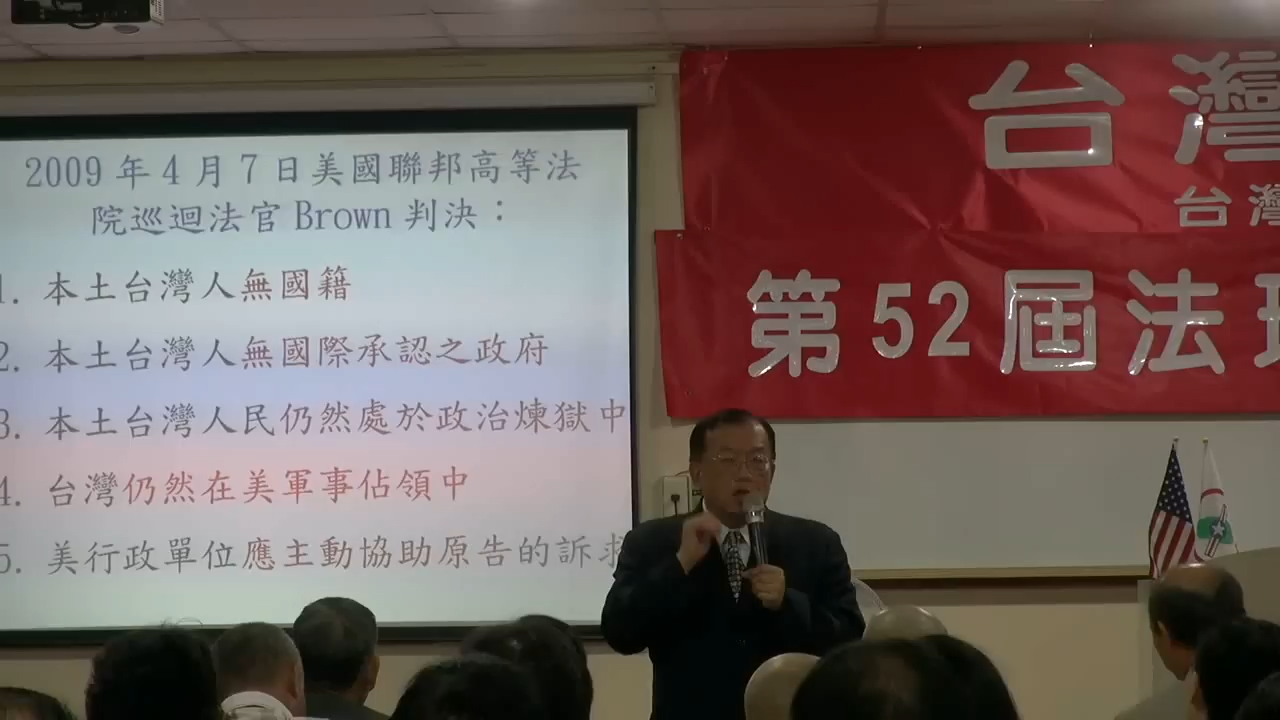 2009 年 4 月 7 日美國聯邦高等法
院巡迴法官 Brown 判決：
1. 本土台灣人無國籍
2. 本土台灣人無國際承認之政府
3. 本土台灣人民仍然處於政治煉獄中
4. 台灣仍然在美軍事佔領中
5. 美行政單位應主動協助原告的訴求
台灣
台灣
第52屆法理